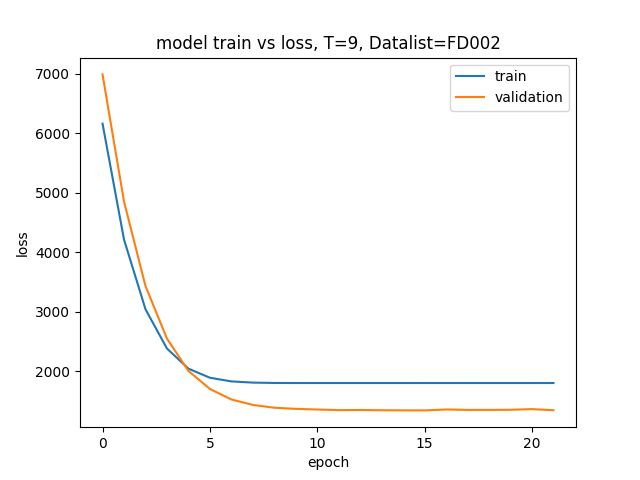 model train vs loss, T=9, Datalist=FD002
train
validation
7000
6000
5000
4000
3000
2000
loss
0
5
10
15
20
epoch